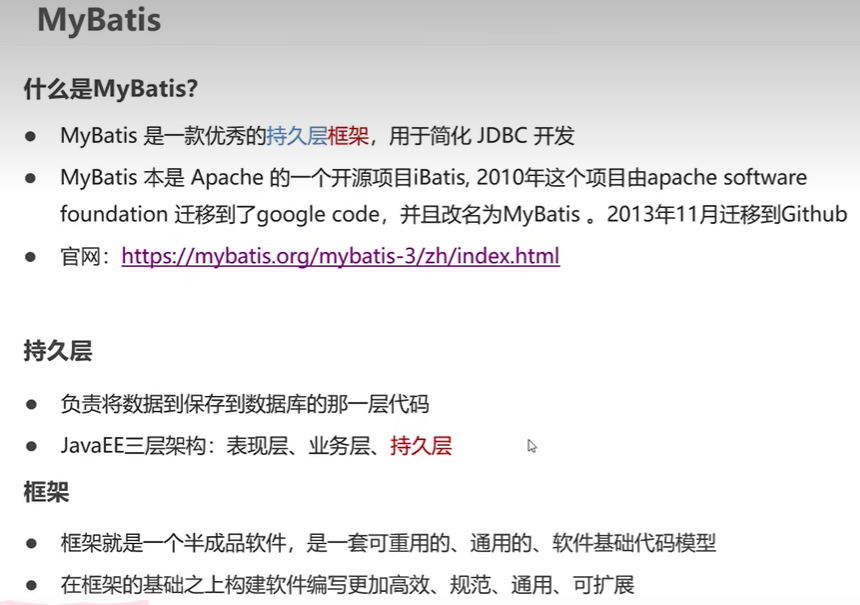 MyBatis
什么是MyBatis?
● MyBatis 是一款优秀的持久层框架，用于简化 JDBC 开发
● MyBatis 本是 Apache 的一个开源项目iBatis, 2010年这个项目由apache software
foundation 迁移到了google code，并且改名为MyBatis 。2013年11月迁移到Github
● 官网：https://mybatis.org/mybatis-3/zh/index.html
持久层
● 负责将数据到保存到数据库的那一层代码
● JavaEE三层架构：表现层、业务层、持久层
框架
● 框架就是一个半成品软件，是一套可重用的、通用的、软件基础代码模型
● 在框架的基础之上构建软件编写更加高效、规范、通用、可扩展